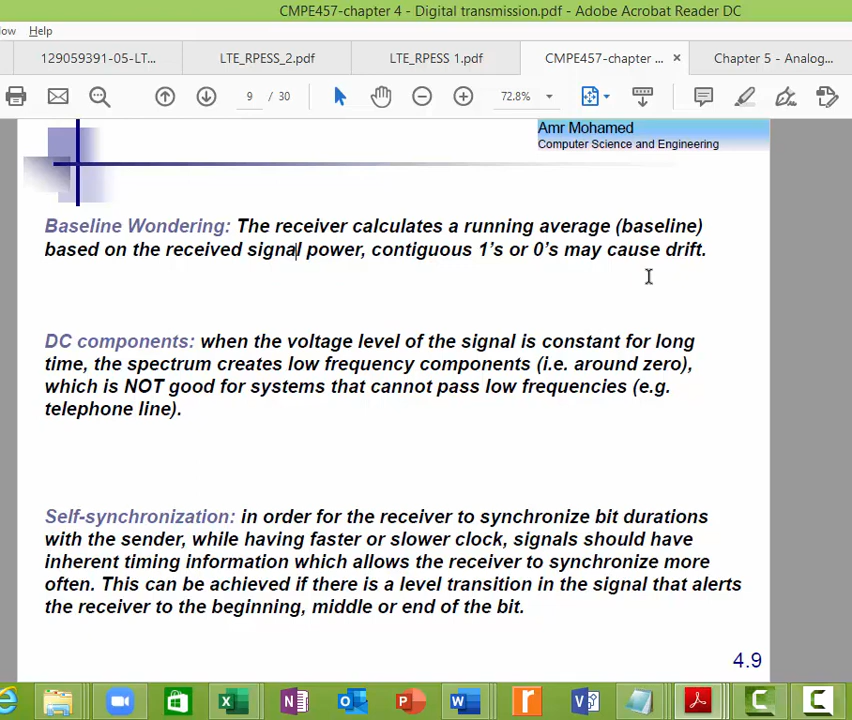 CMPE457-chapter 4 - Digital transmission.pdf - Adobe Acrobat Reader DC
Help
129059391-05-LT... LTE_RPESS_2.pdf LTE_RPESS 1.pdf CMPE457-chapter ... × Chapter 5 - Analog...
9 / 30 72.8%
Amr Mohamed
Computer Science and Engineering
Baseline Wondering: The receiver calculates a running average (baseline)
based on the received signal power, contiguous 1's or 0's may cause drift.
DC components: when the voltage level of the signal is constant for long
time, the spectrum creates low frequency components (i.e. around zero),
which is NOT good for systems that cannot pass low frequencies (e.g.
telephone line).
Self-synchronization: in order for the receiver to synchronize bit durations
with the sender, while having faster or slower clock, signals should have
inherent timing information which allows the receiver to synchronize more
often. This can be achieved if there is a level transition in the signal that alerts
the receiver to the beginning, middle or end of the bit.
4.9